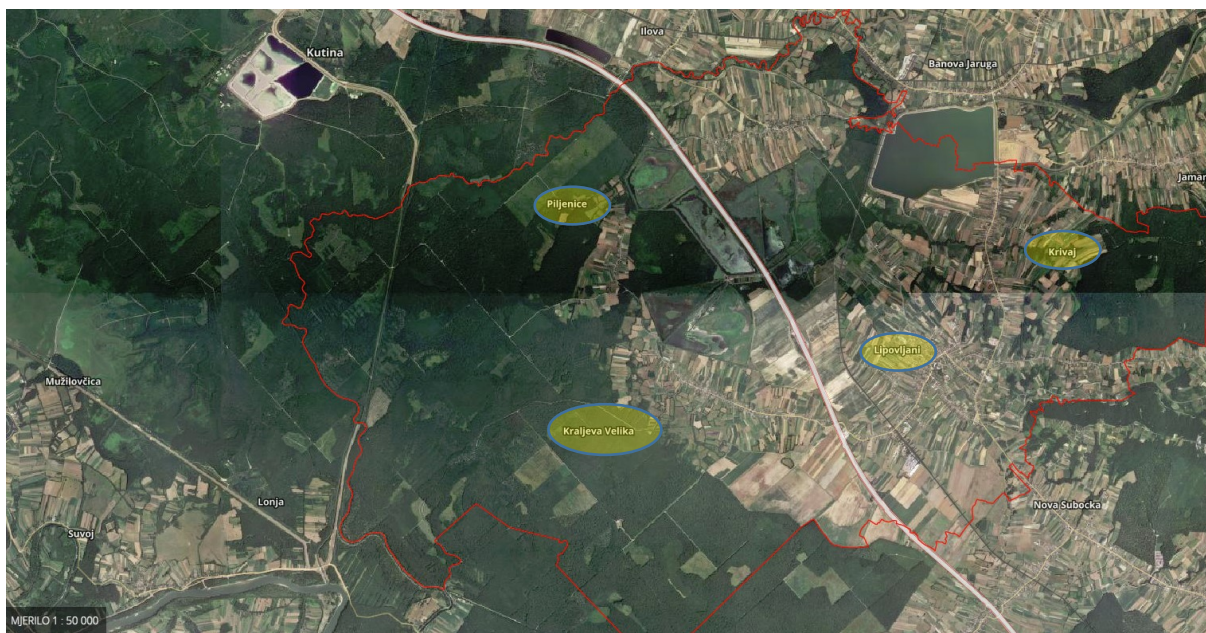 Ilova
Kutina
Banova Jaruga
Jamar
Piljenice
Krivaj
Lipovljani
Mužilovčica
Kraljeva Velika
Lonja
Nova Subocka
Suvoj
MJERILO 1 : 50 000